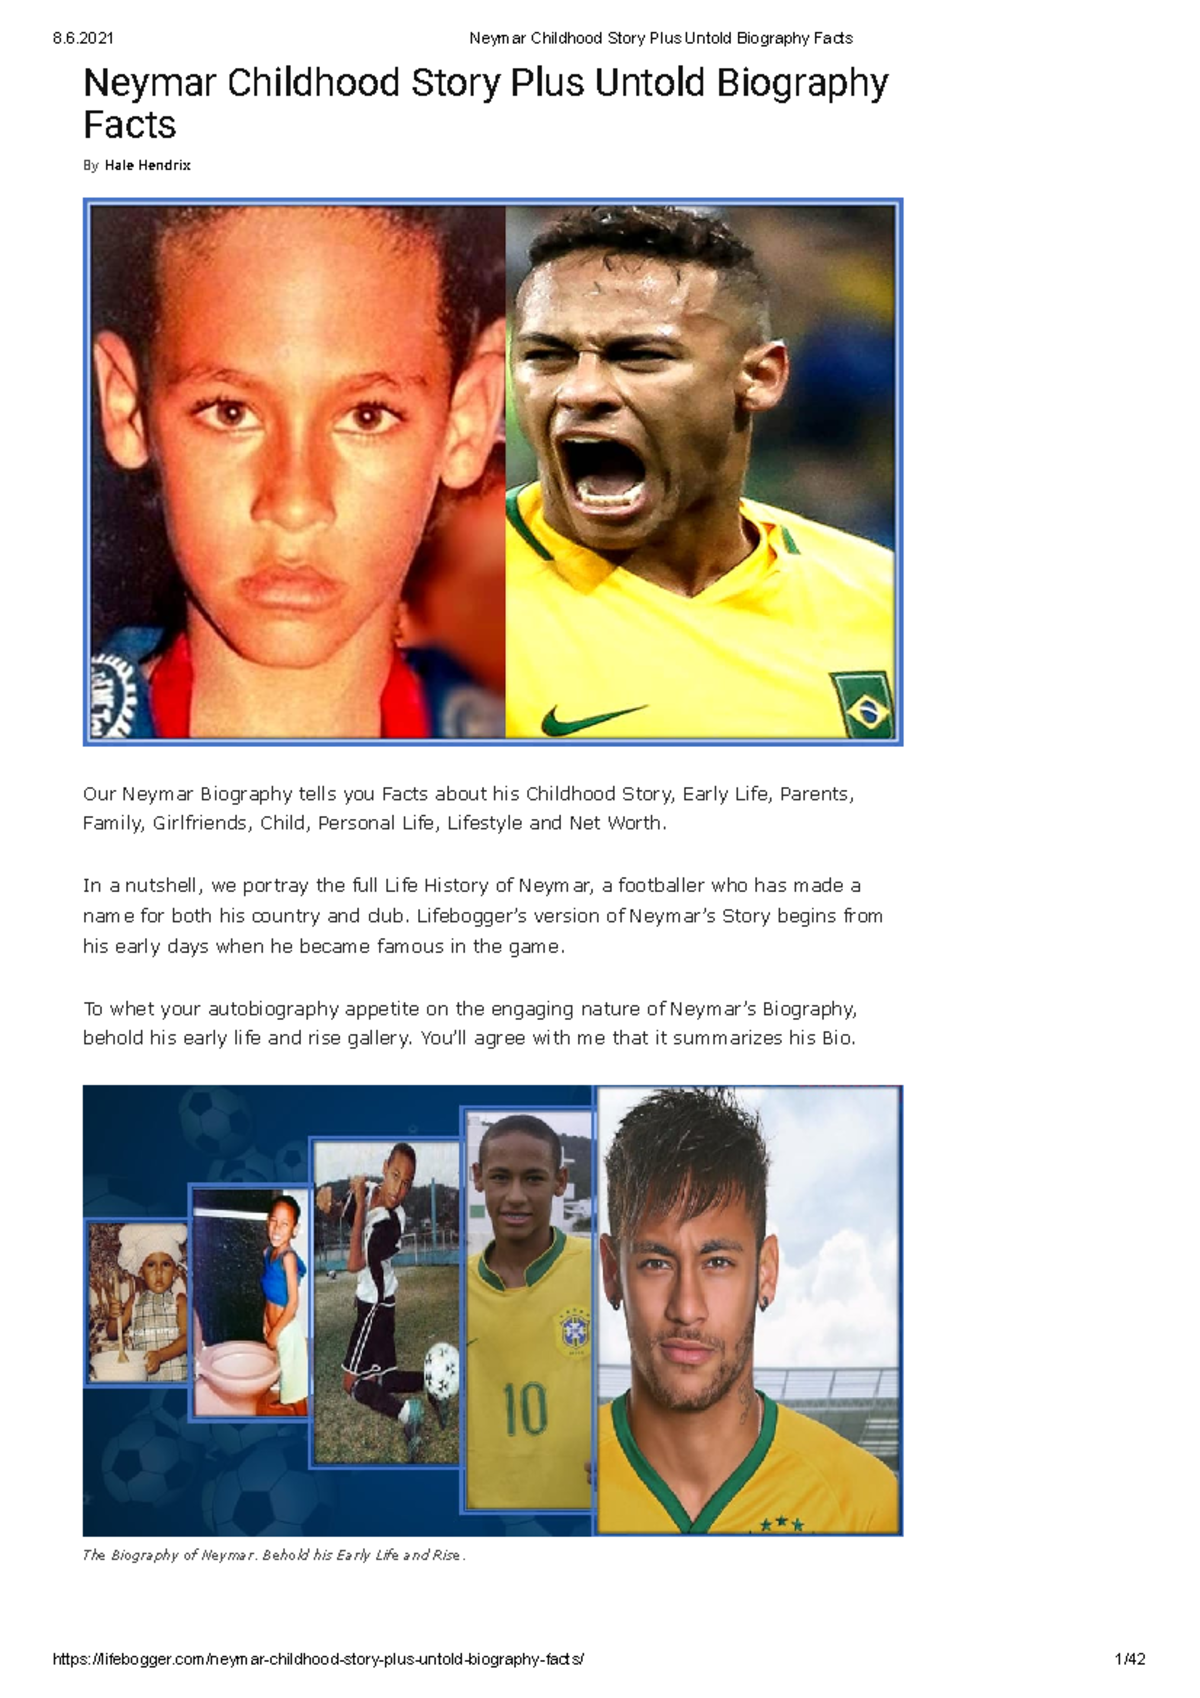 8.6.2021 Neymar Childhood Story Plus Untold Biography Facts
Neymar Childhood Story Plus Untold Biography
Facts
By Hale Hendrix
Our Neymar Biography tells you Facts about his Childhood Story, Early Life, Parents,
Family, Girlfriends, Child, Personal Life, Lifestyle and Net Worth.
In a nutshell, we portray the full Life History of Neymar, a footballer who has made a
name for both his country and club. Lifebogger’s version of Neymar’s Story begins from
his early days when he became famous in the game.
To whet your autobiography appetite on the engaging nature of Neymar’s Biography,
behold his early life and rise gallery. You’ll agree with me that it summarizes his Bio.
10
The Biography of Neymar. Behold his Early Life and Rise.
https://lifebogger.com/neymar-childhood-story-plus-untold-biography-facts/ 1/42